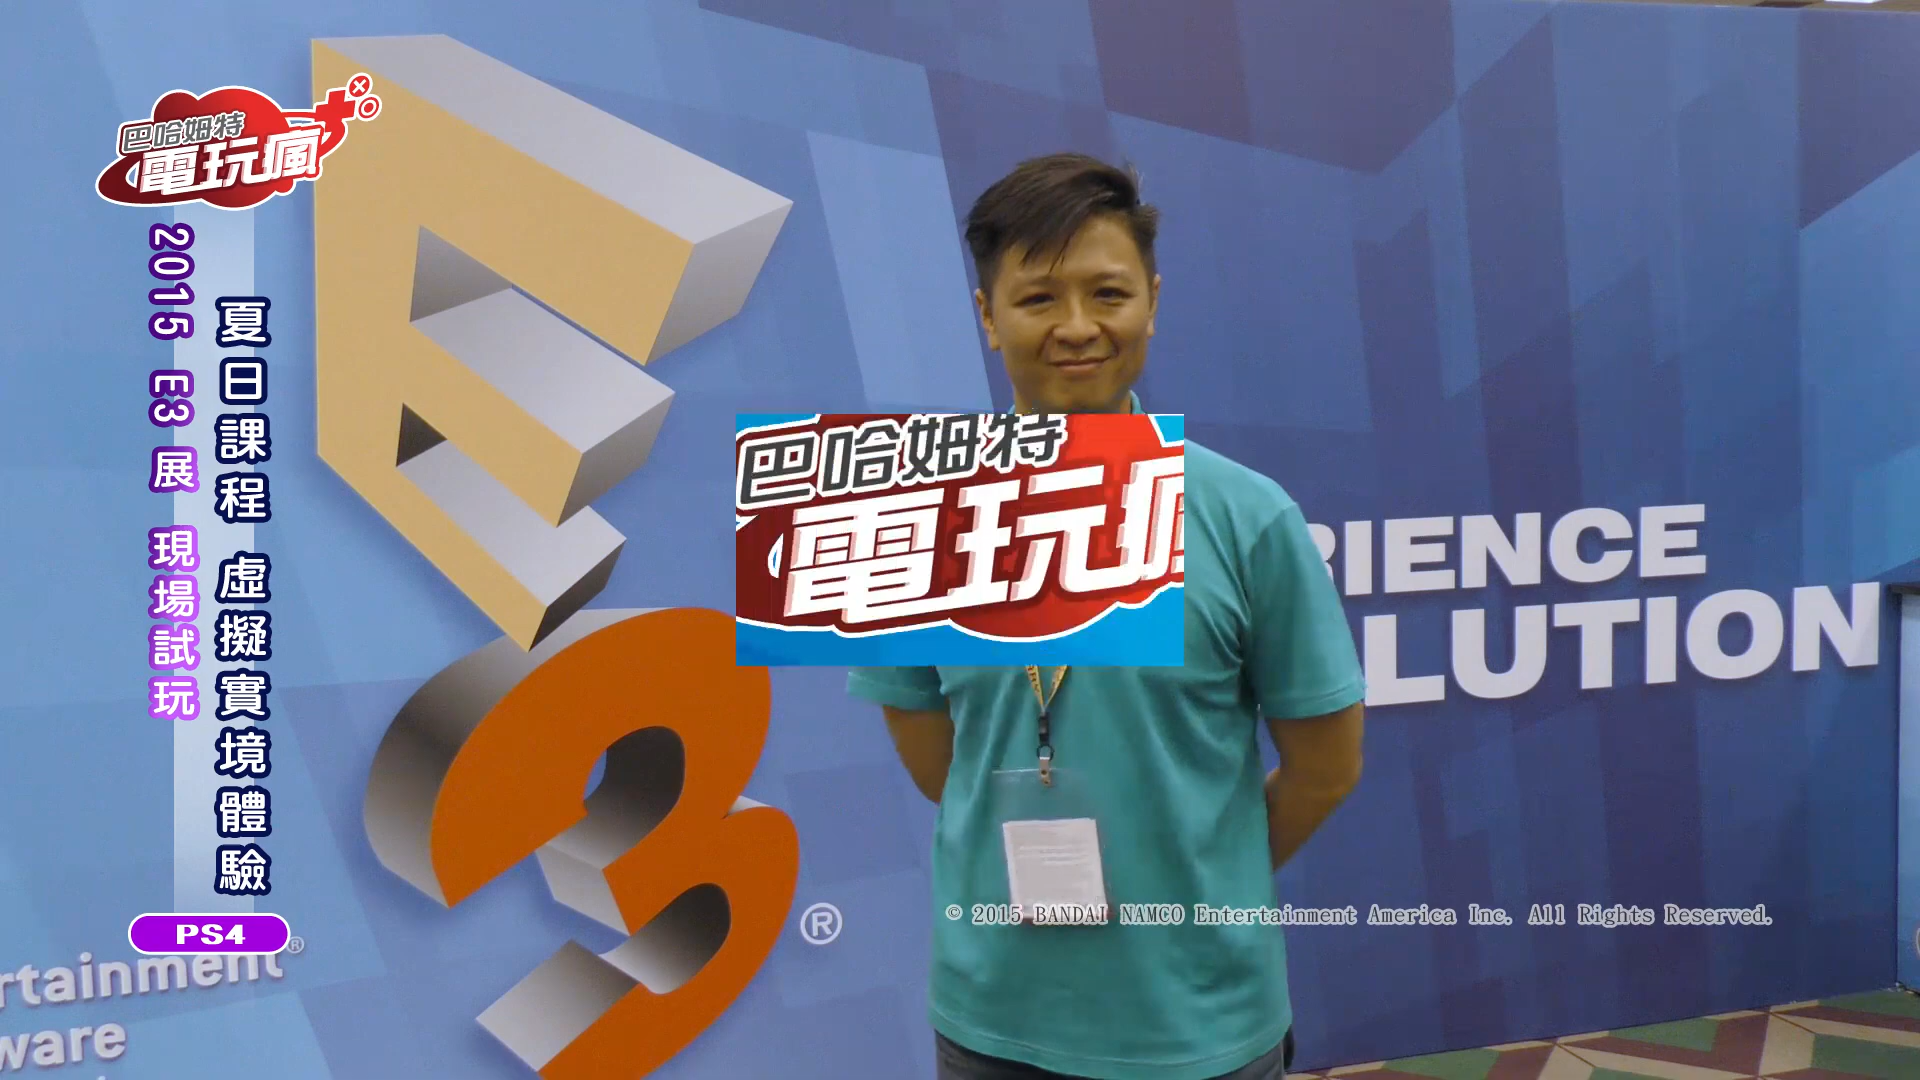 巴哈姆特
電玩瘋
夏日課程 虛擬實境體驗
2015 E3 展 現場試玩
PS4
E
3
®
巴哈姆特
電玩瘋
RIENCE
LUTION
© 2015 BANDAI NAMCO Entertainment America Inc. All Rights Reserved.
rtainment®
ware